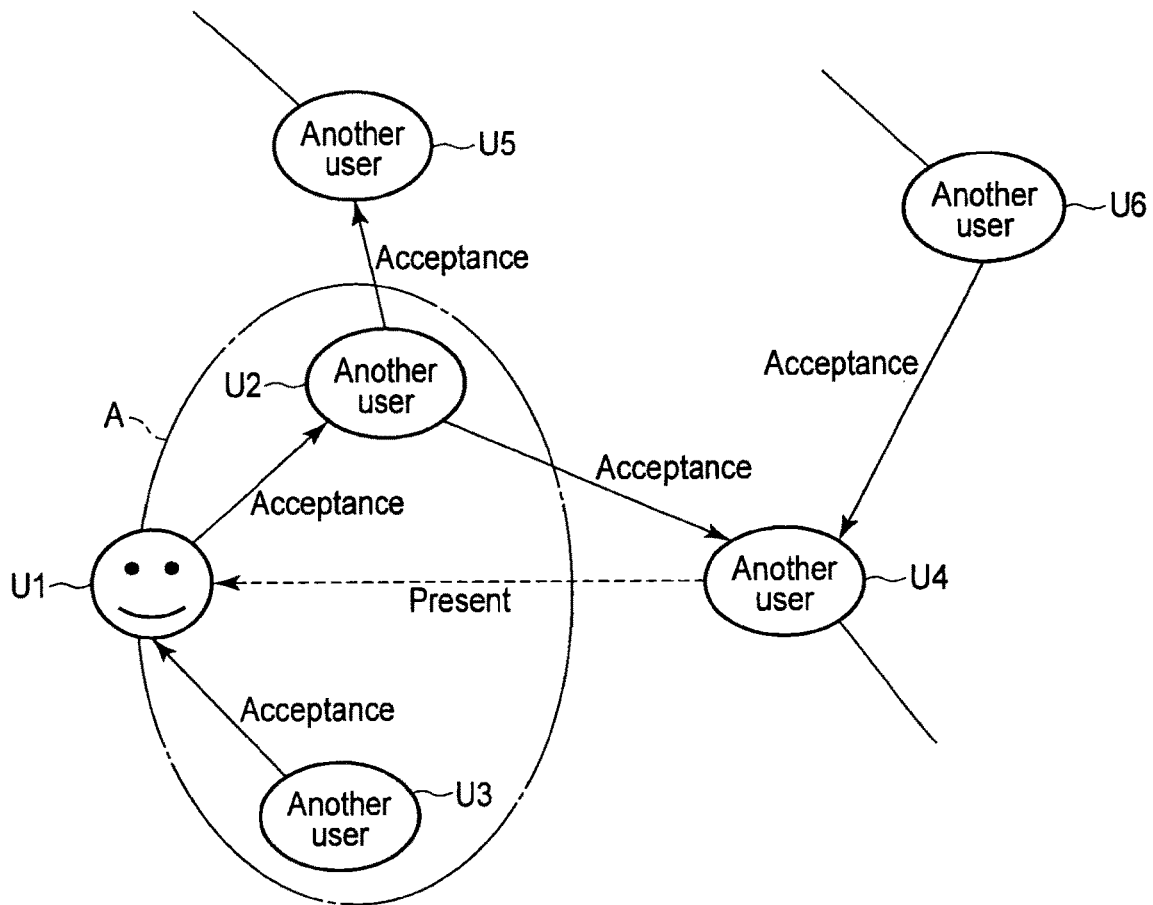 Another
user
U5
Another
user
U6
Acceptance
Acceptance
Another
user
U2
A
Acceptance
Acceptance
U1
Present
Another
user
U4
Acceptance
Another
user
U3